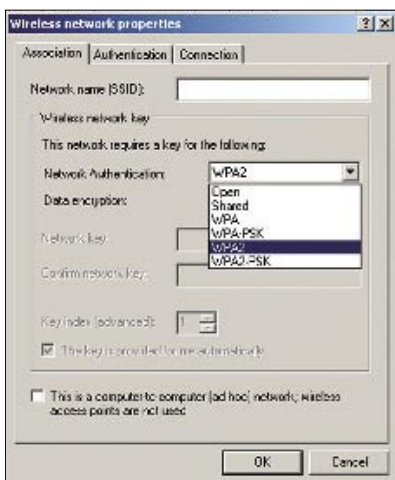 Wireless network properties
Association Authentication Connection
Network name (SSID):
Wireless network key
This network requires a key for the following:
Network Authentication: WPA2
Open
Data encryption:
Shared
WPA
WPA-PSK
Network key:
WPA2
WPA2-PSK
Confirm network key:
Key index (advanced): 1
The key is provided for me automatically
This is a computer-to-computer (ad hoc) network; wireless
access points are not used
OK Cancel